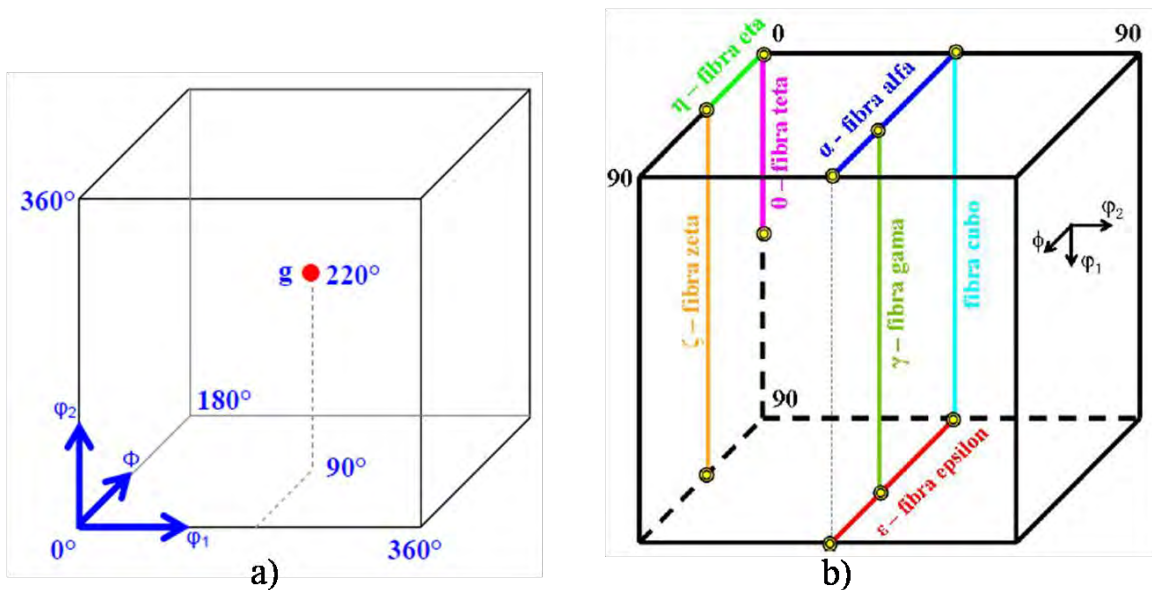 360°
g
220°
φ2
Φ
180°
90°
0°
φ1
360°
a)
0
90
η – fibra eta
θ – fibra teta
α - fibra alfa
90
ζ – fibra zeta
γ – fibra gama
fibra cubo
ϕ
φ2
φ1
90
ε – fibra epsilon
b)